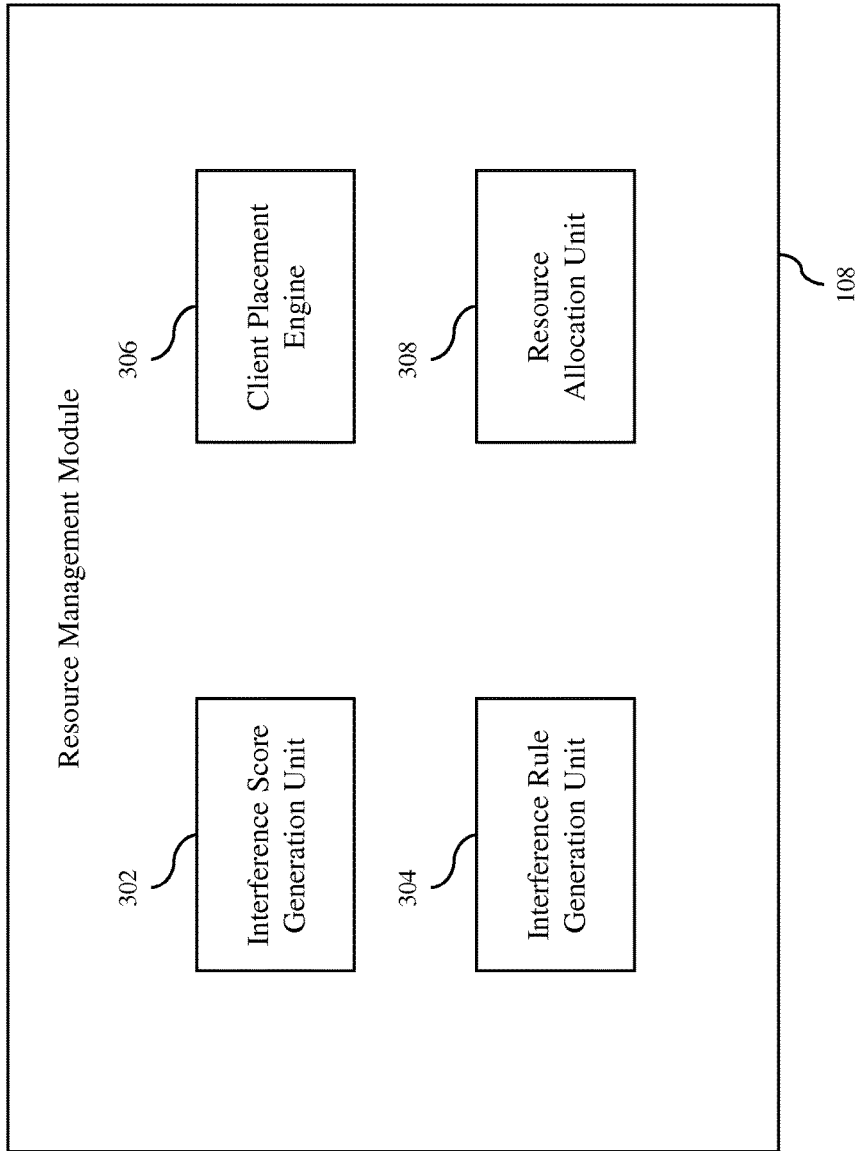 Resource Management Module
302
Interference Score
Generation Unit
306
Client Placement
Engine
304
Interference Rule
Generation Unit
308
Resource
Allocation Unit
108